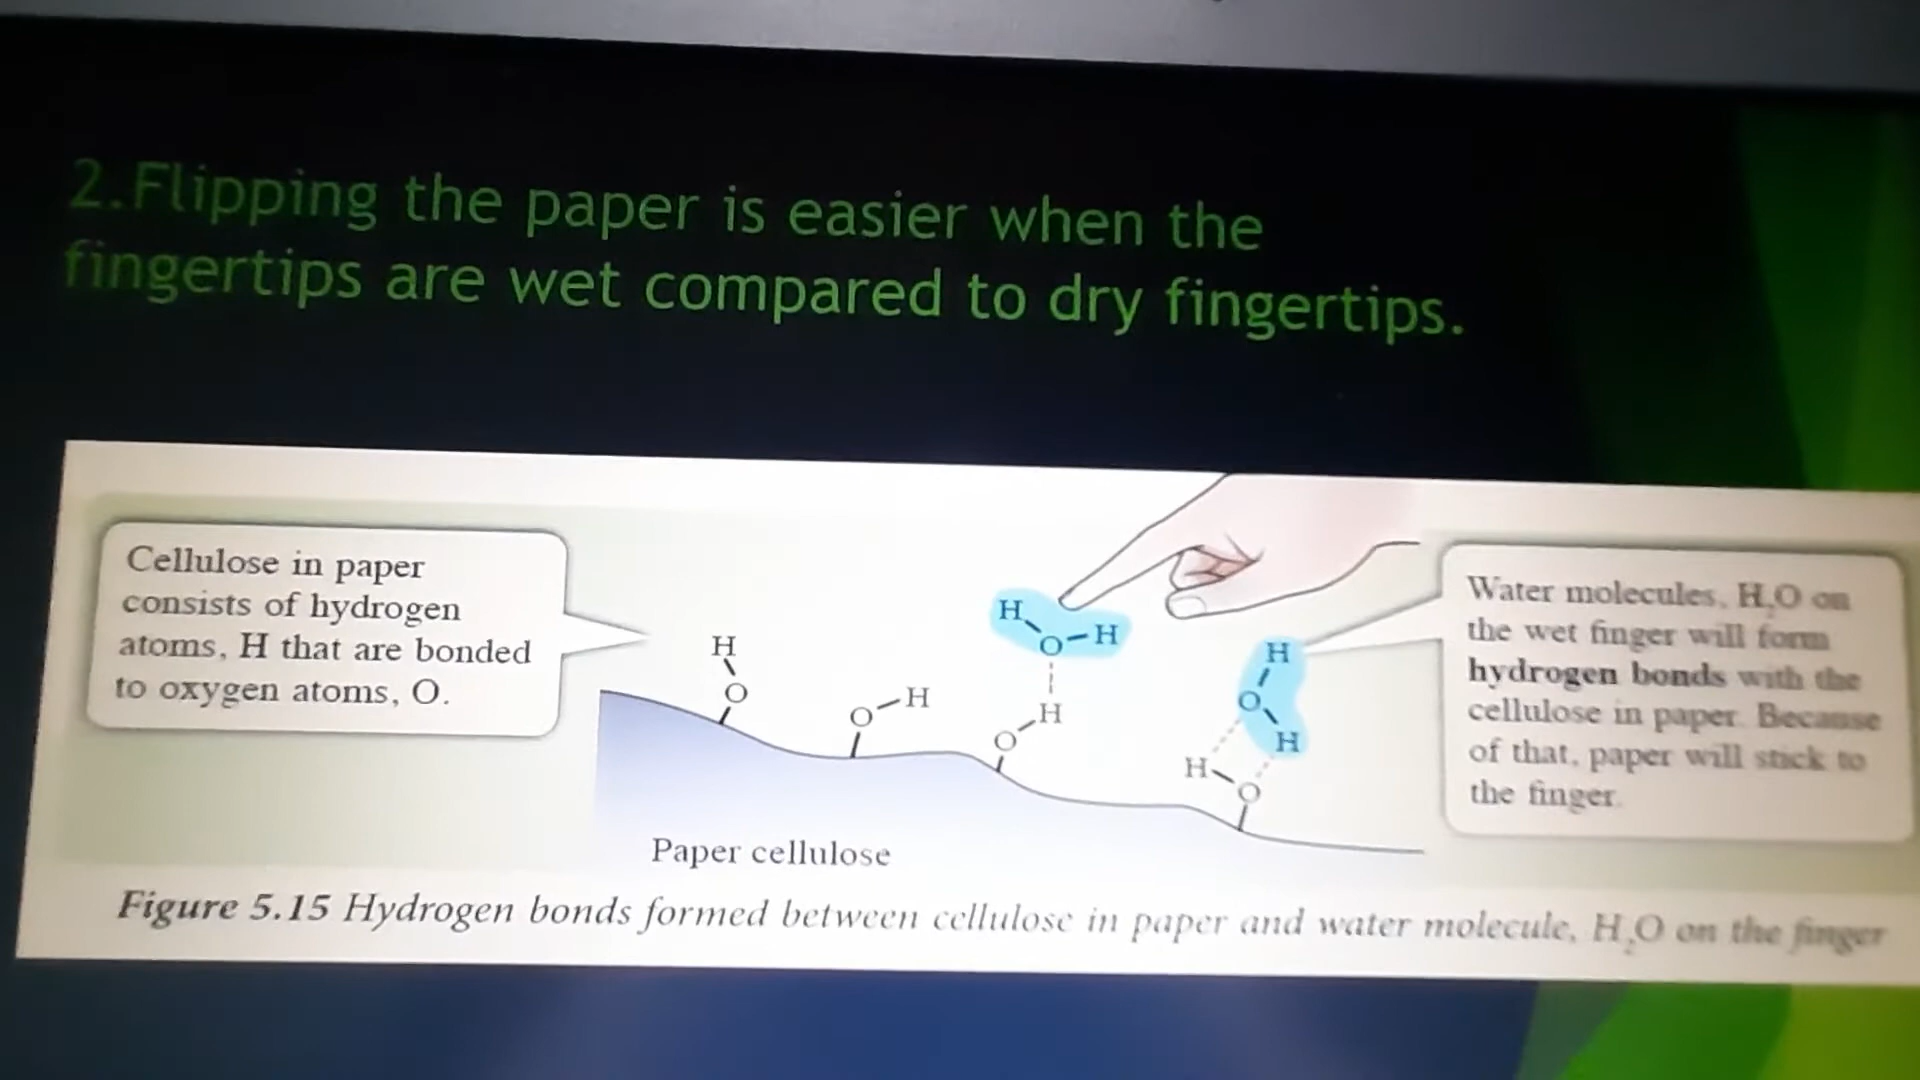 2.Flipping the paper is easier when the
fingertips are wet compared to dry fingertips.
Cellulose in paper
consists of hydrogen
atoms, H that are bonded
to oxygen atoms, O.
H
O
O
H
H
O
H
H
O
H
O
H
H
O
Water molecules, H₂O on
the wet finger will form
hydrogen bonds with the
cellulose in paper. Because
of that, paper will stick to
the finger.
Paper cellulose
Figure 5.15 Hydrogen bonds formed between cellulose in paper and water molecule, H₂O on the finger